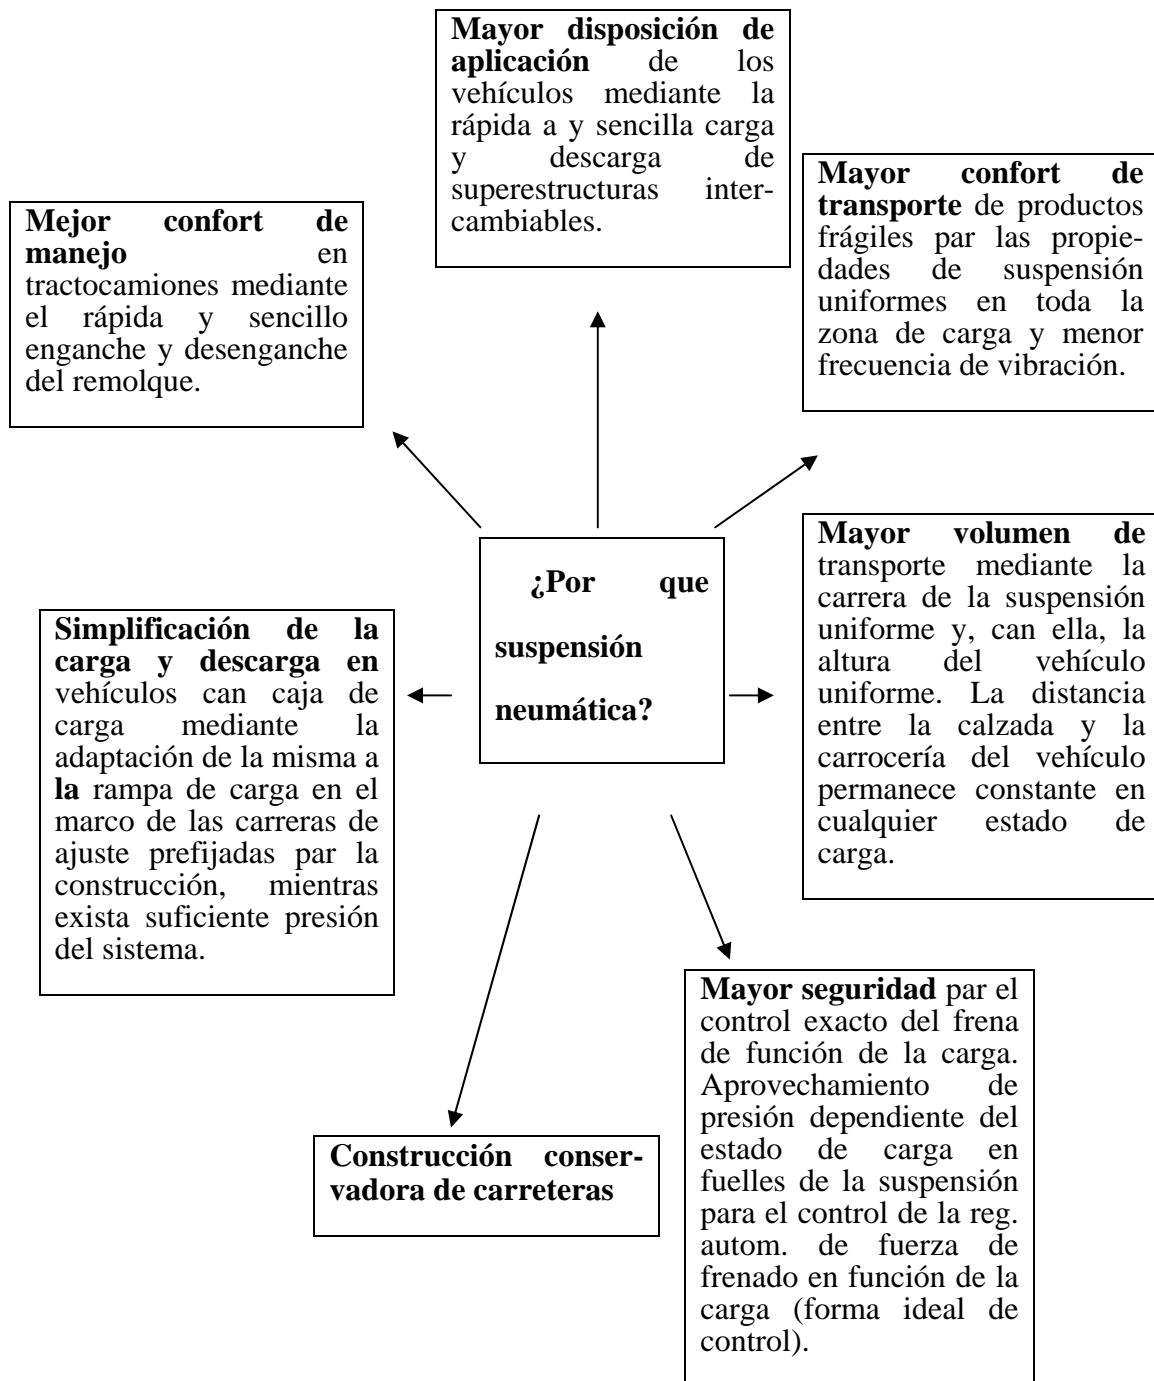 Mayor disposición de
aplicación de los
vehículos mediante la
rápida a y sencilla carga
y descarga de
superestructuras inter-
cambiables.
Mayor confort de
transporte de productos
frágiles par las propie-
dades de suspensión
uniformes en toda la
zona de carga y menor
frecuencia de vibración.
Mejor confort de
manejo en
tractocamiones mediante
el rápida y sencillo
enganche y desenganche
del remolque.
¿Por que
suspensión
neumática?
Mayor volumen de
transporte mediante la
carrera de la suspensión
uniforme y, can ella, la
altura del vehículo
uniforme. La distancia
entre la calzada y la
carrocería del vehículo
permanece constante en
cualquier estado de
carga.
Simplificación de la
carga y descarga en
vehículos can caja de
carga mediante la
adaptación de la misma a
la rampa de carga en el
marco de las carreras de
ajuste prefijadas par la
construcción, mientras
exista suficiente presión
del sistema.
Mayor seguridad par el
control exacto del frena
de función de la carga.
Aprovechamiento de
presión dependiente del
estado de carga en
fuelles de la suspensión
para el control de la reg.
autom. de fuerza de
frenado en función de la
carga (forma ideal de
control).
Construcción conser-
vadora de carreteras